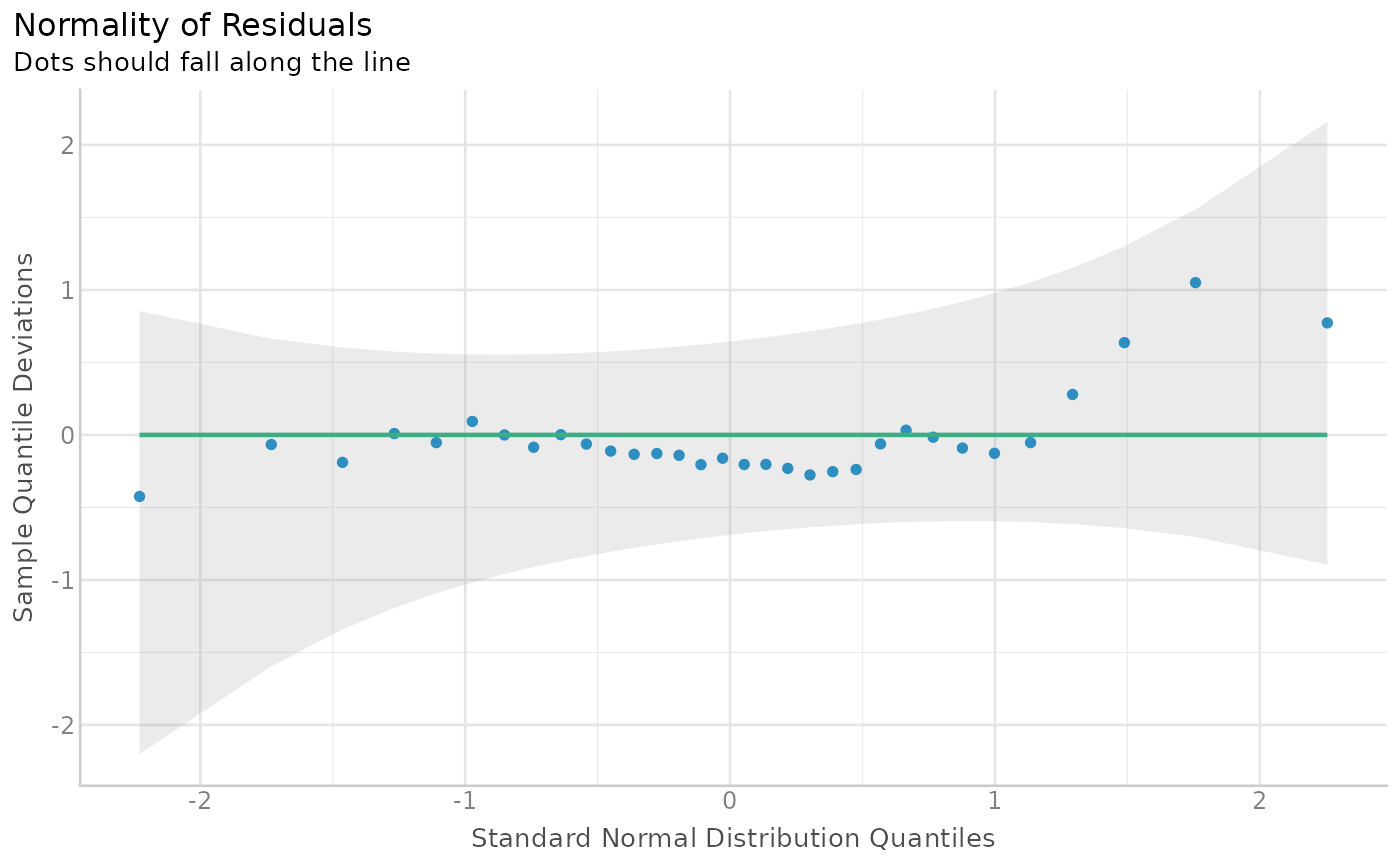 Normality of Residuals
Dots should fall along the line
Sample Quantile Deviations
2
1
0
-1
-2
-2
-1
0
1
2
Standard Normal Distribution Quantiles